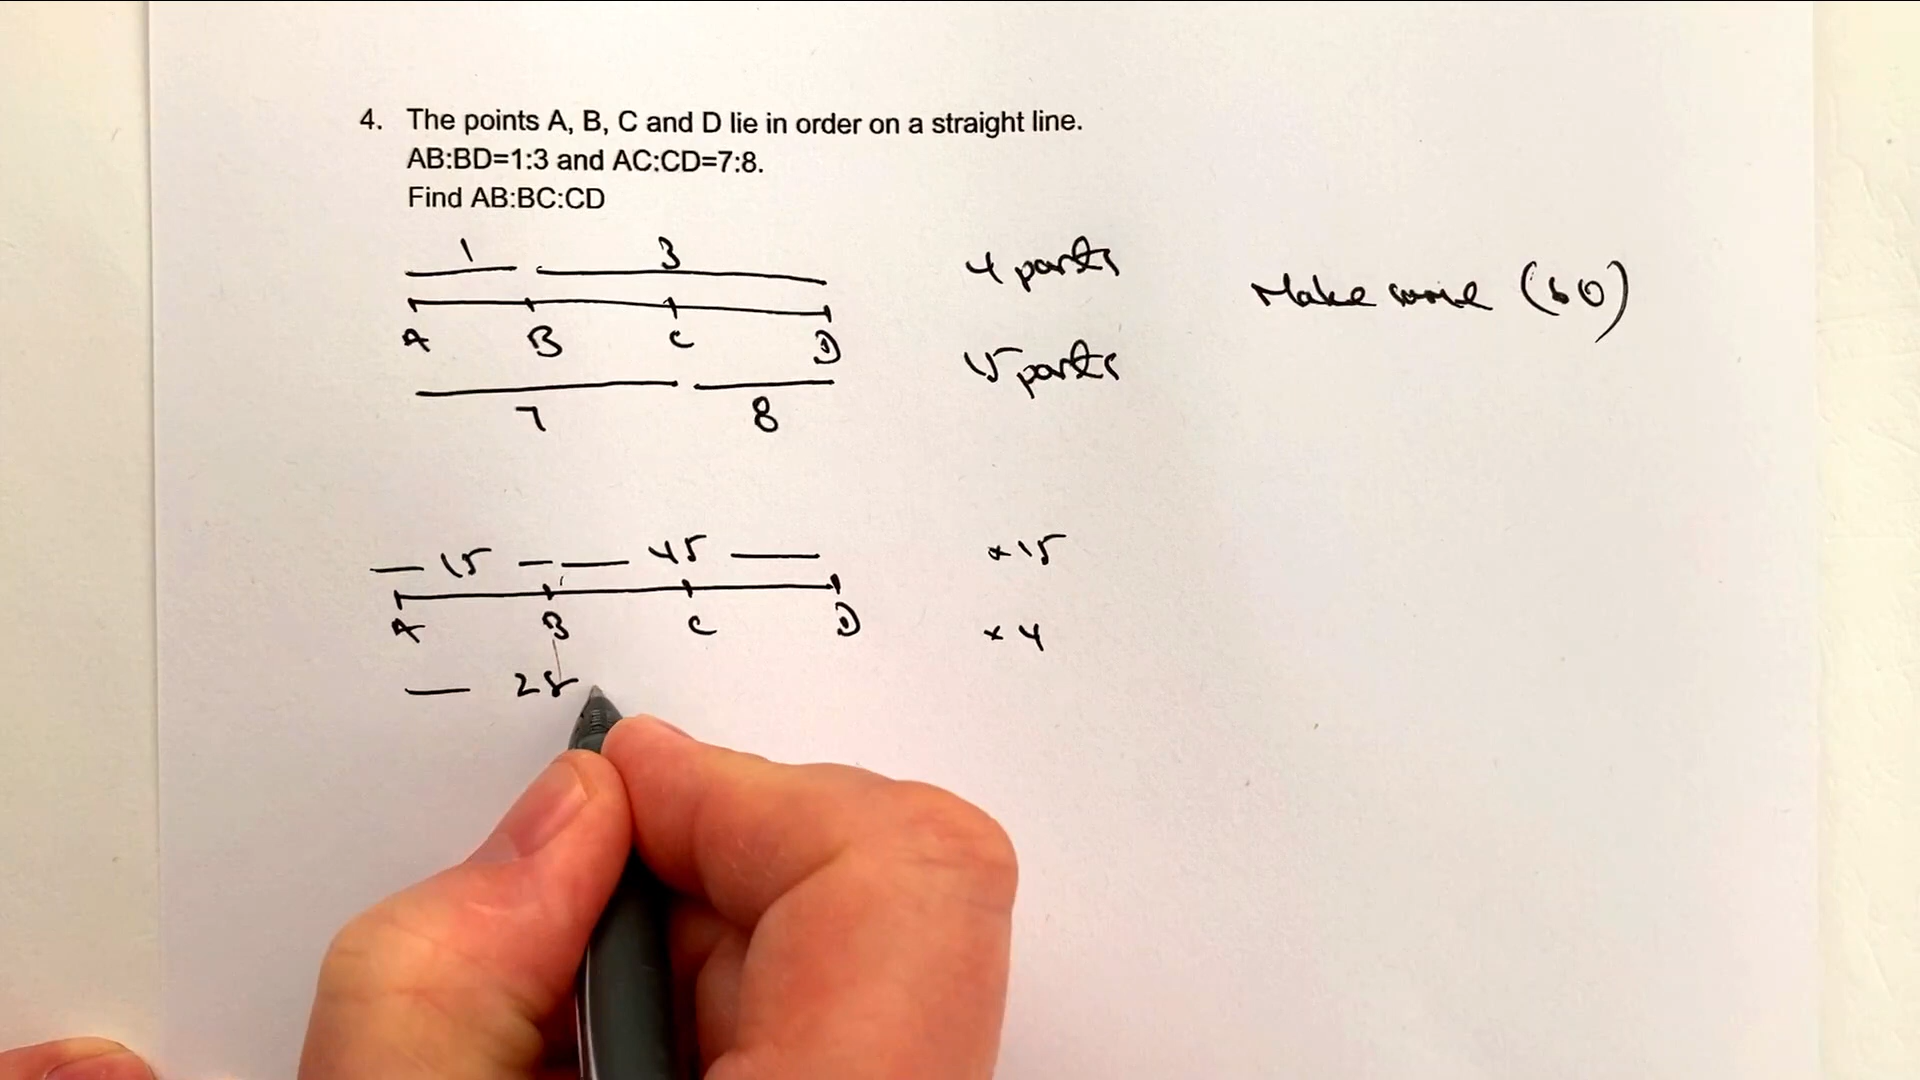 4. The points A, B, C and D lie in order on a straight line.
AB:BD=1:3 and AC:CD=7:8.
Find AB:BC:CD
1 3
4 parts
A B C D
15 parts
Make (60)
7 8
15 45
×15
A B C D
×4
28